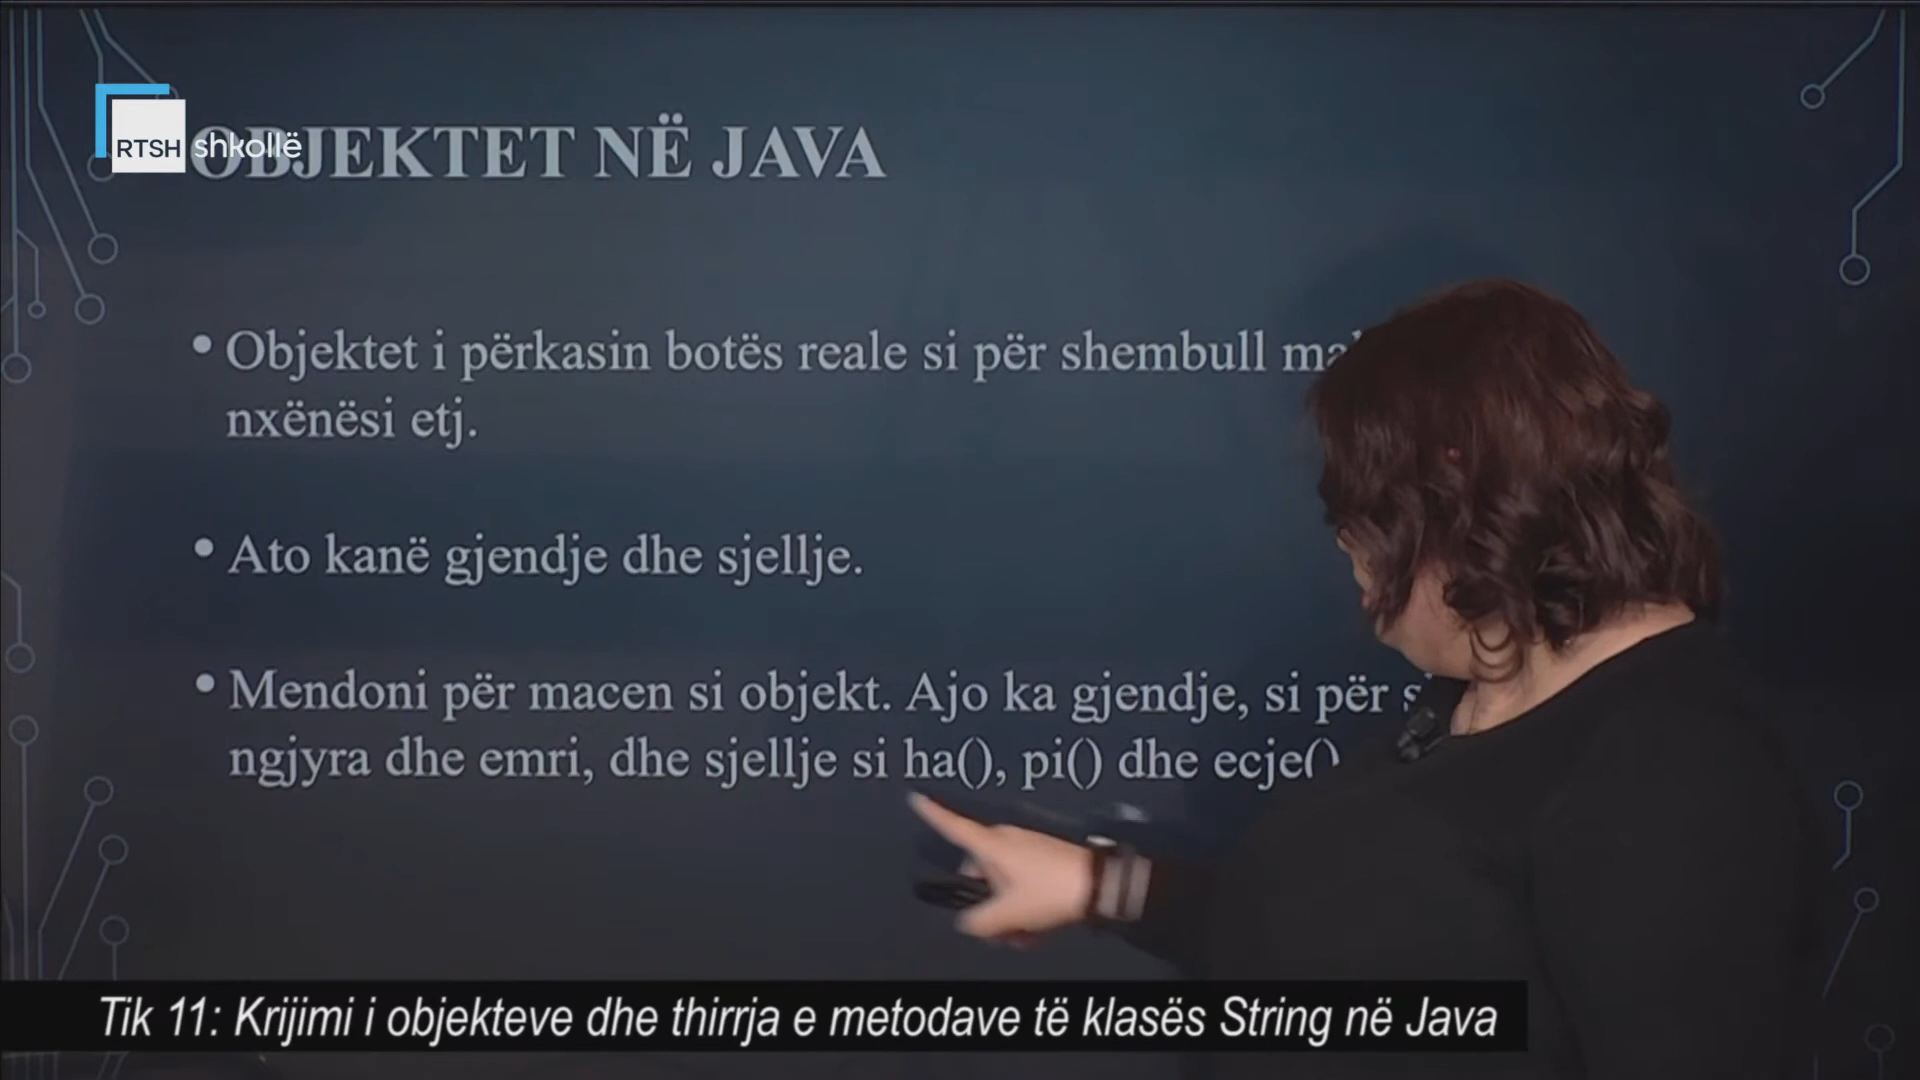 RTSH shkollë
OBJEKTET NË JAVA
• Objektet i përkasin botës reale si për shembull
nxënësi etj.
• Ato kanë gjendje dhe sjellje.
• Mendoni për macen si objekt. Ajo ka gjendje, si për
ngjyra dhe emri, dhe sjellje si ha(), pi() dhe ecje()
Tik 11: Krijimi i objekteve dhe thirrja e metodave të klasës String në Java